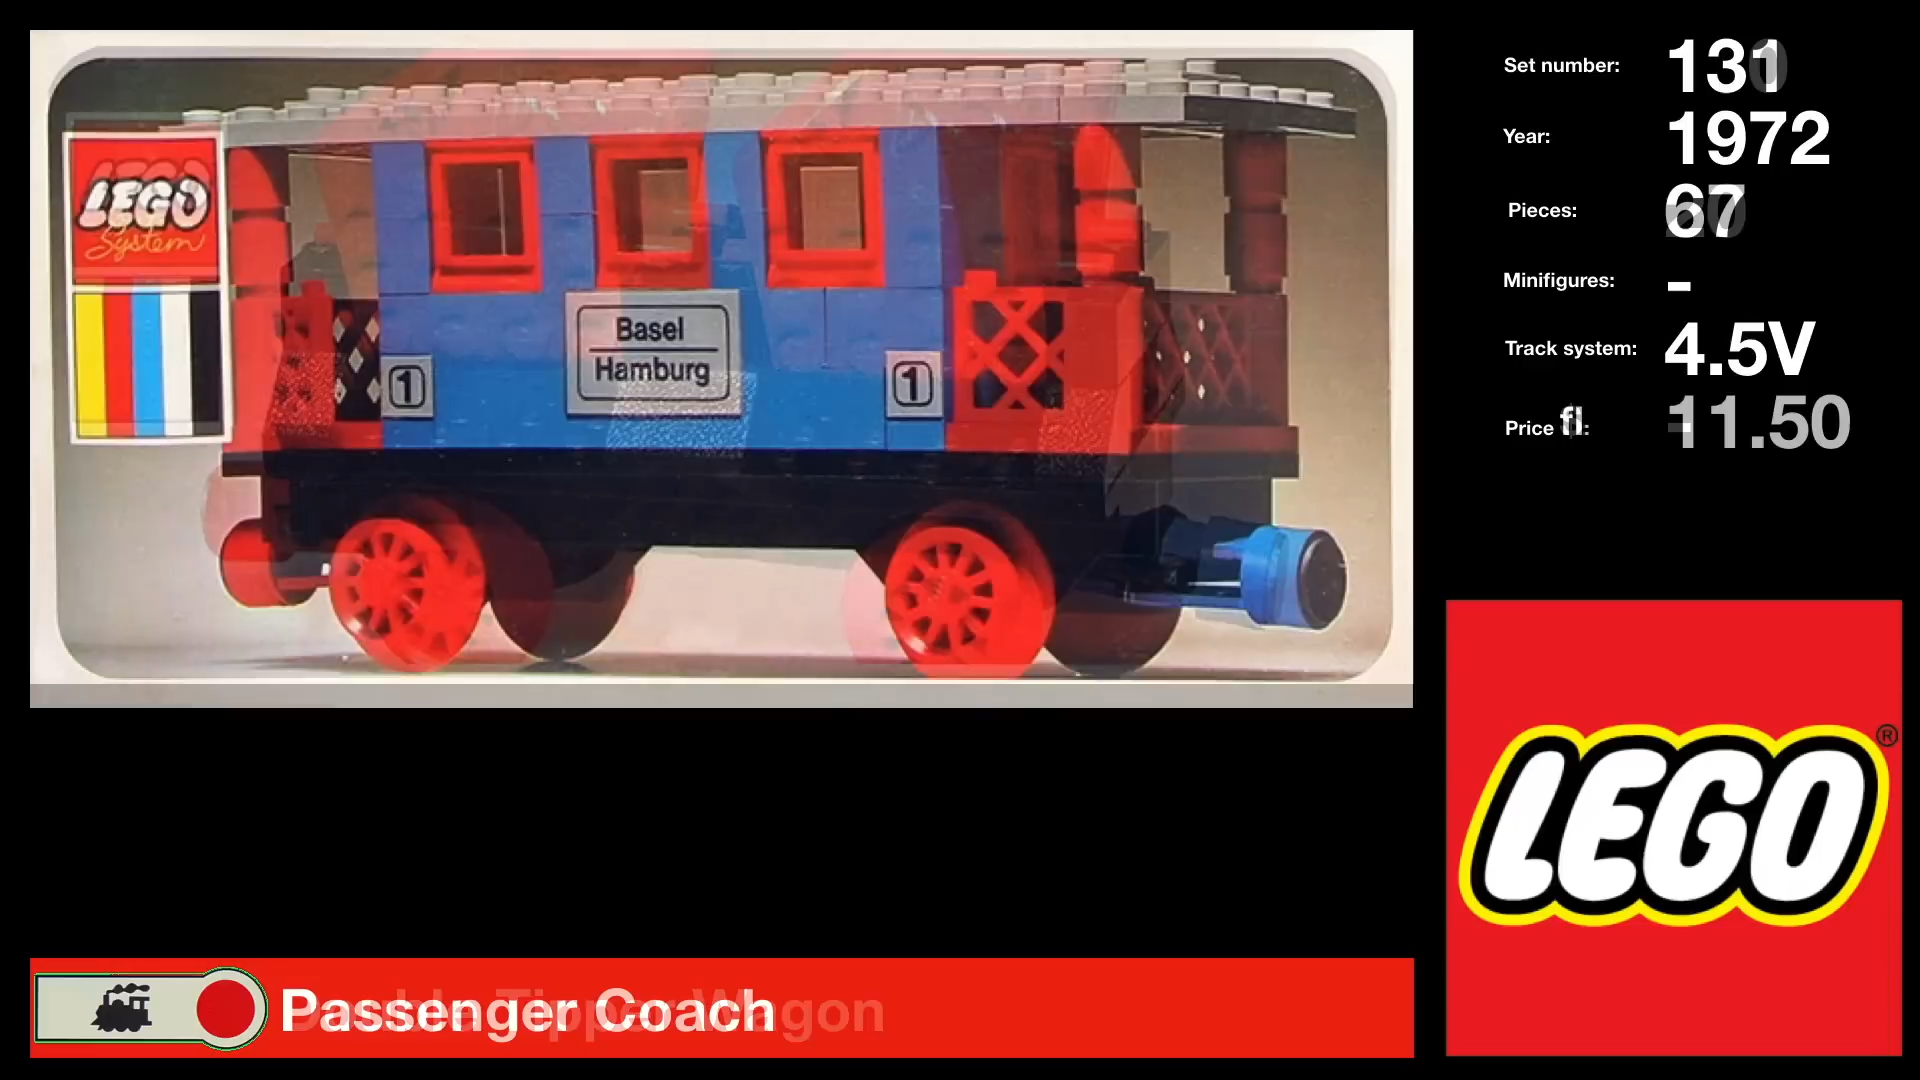 LEGO
System
Basel
Hamburg
1
1
Set number: 131
Year: 1972
Pieces: 67
Minifigures: -
Track system: 4.5V
Price fl: 11.50
LEGO ®
Passenger Coach